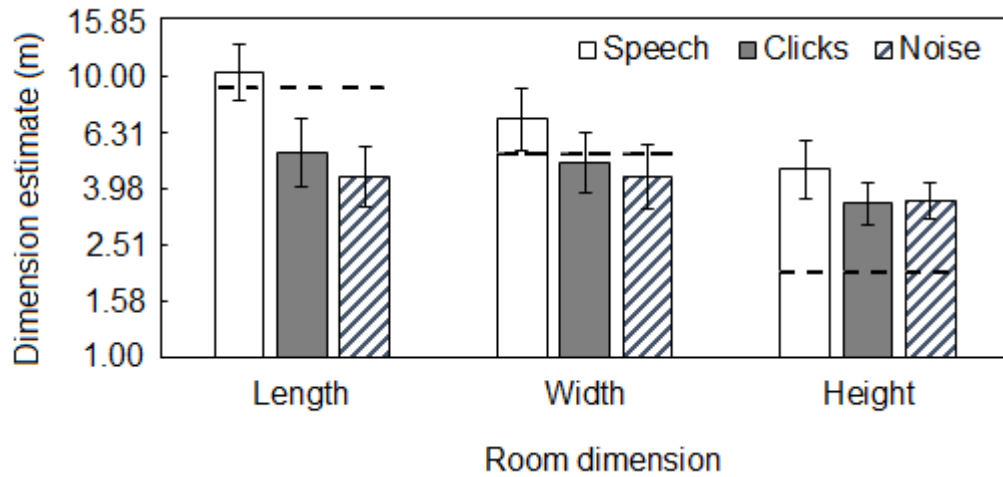 Dimension estimate (m)
15.85
10.00
6.31
3.98
2.51
1.58
1.00
Speech Clicks Noise
Length Width Height
Room dimension